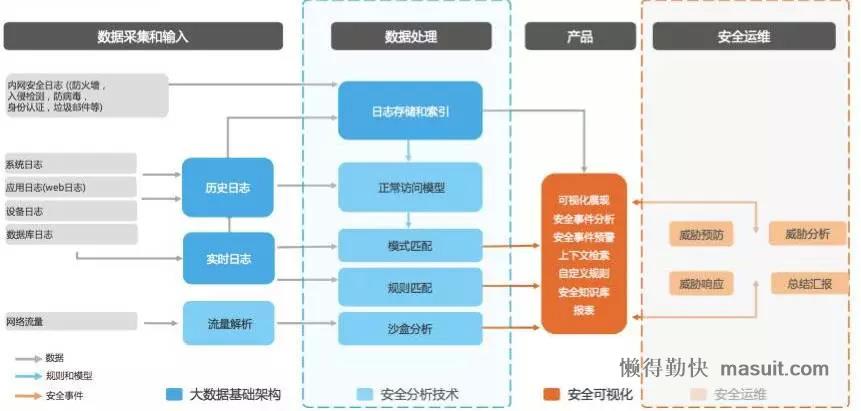 数据采集和输入
数据处理
产品
安全运维
内网安全日志 ((防火墙,
入侵检测,防病毒,
身份认证,垃圾部件等)
日志存储和索引
系统日志
应用日志(web日志)
设备日志
数据库日志
历史日志
实时日志
正常访问模型
模式匹配
规则匹配
网络流量
流量解析
沙盒分析
可视化展现
安全事件分析
安全事件预警
上下文检索
自定义规则
安全知识库
报表
威胁预防
威胁分析
威胁响应
总结汇报
数据
规则和模型
安全事件
大数据基础架构
安全分析技术
安全可视化
安全运维
懒得勤快 masuit.com